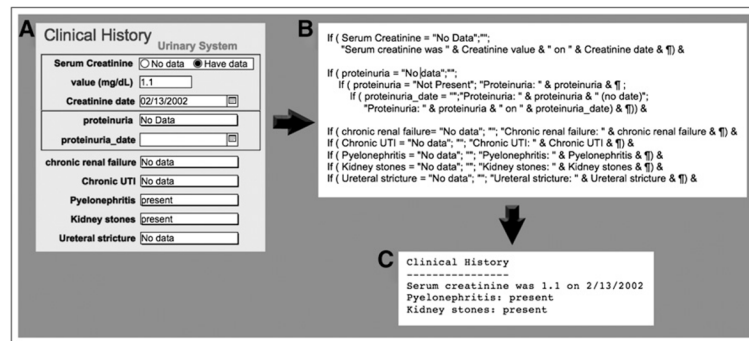 A
Clinical History
Urinary System
Serum Creatinine No data Have data
value (mg/dL) 1.1
Creatinine date 02/13/2002
proteinuria No Data
proteinuria_date
chronic renal failure No data
Chronic UTI No data
Pyelonephritis present
Kidney stones present
Ureteral stricture No data
B
If ( Serum Creatinine = "No Data";"";
"Serum creatinine was " & Creatinine value & " on " & Creatinine date & ¶) &
If ( proteinuria = "No data";"";
If ( proteinuria = "Not Present"; "Proteinuria: " & proteinuria & ¶ ;
If ( proteinuria_date = "";"Proteinuria: " & proteinuria & " (no date)";
"Proteinuria: " & proteinuria & " on " & proteinuria_date) & ¶)) &
If ( chronic renal failure= "No data"; ""; "Chronic renal failure: " & chronic renal failure & ¶) &
If ( Chronic UTI = "No data"; ""; "Chronic UTI: " & Chronic UTI & ¶) &
If ( Pyelonephritis = "No data"; ""; "Pyelonephritis: " & Pyelonephritis & ¶) &
If ( Kidney stones = "No data"; ""; "Kidney stones: " & Kidney stones & ¶) &
If ( Ureteral stricture = "No data"; ""; "Ureteral stricture: " & Ureteral stricture & ¶) &
C
Clinical History
----------------
Serum creatinine was 1.1 on 2/13/2002
Pyelonephritis: present
Kidney stones: present